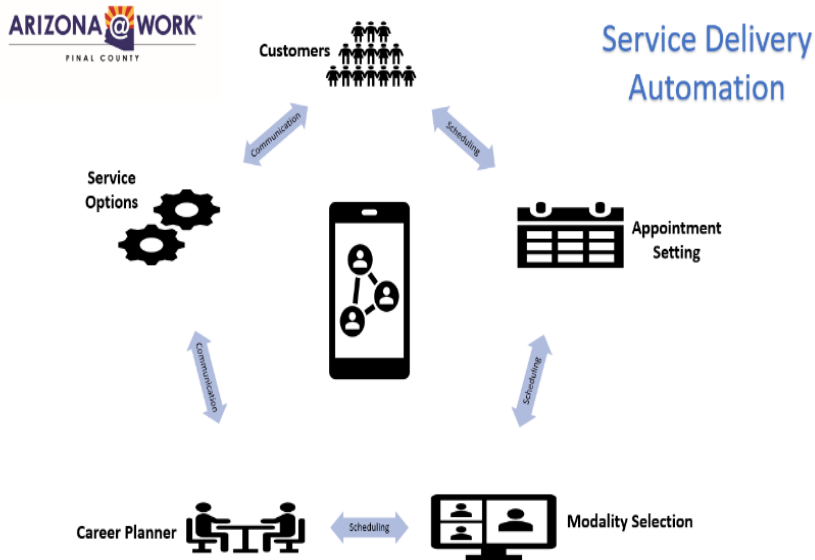 ARIZONA@WORK™
PINAL COUNTY
Service Delivery
Automation
Customers
Communication
Scheduling
Service
Options
Appointment
Setting
Communication
Scheduling
Career Planner
Scheduling
Modality Selection